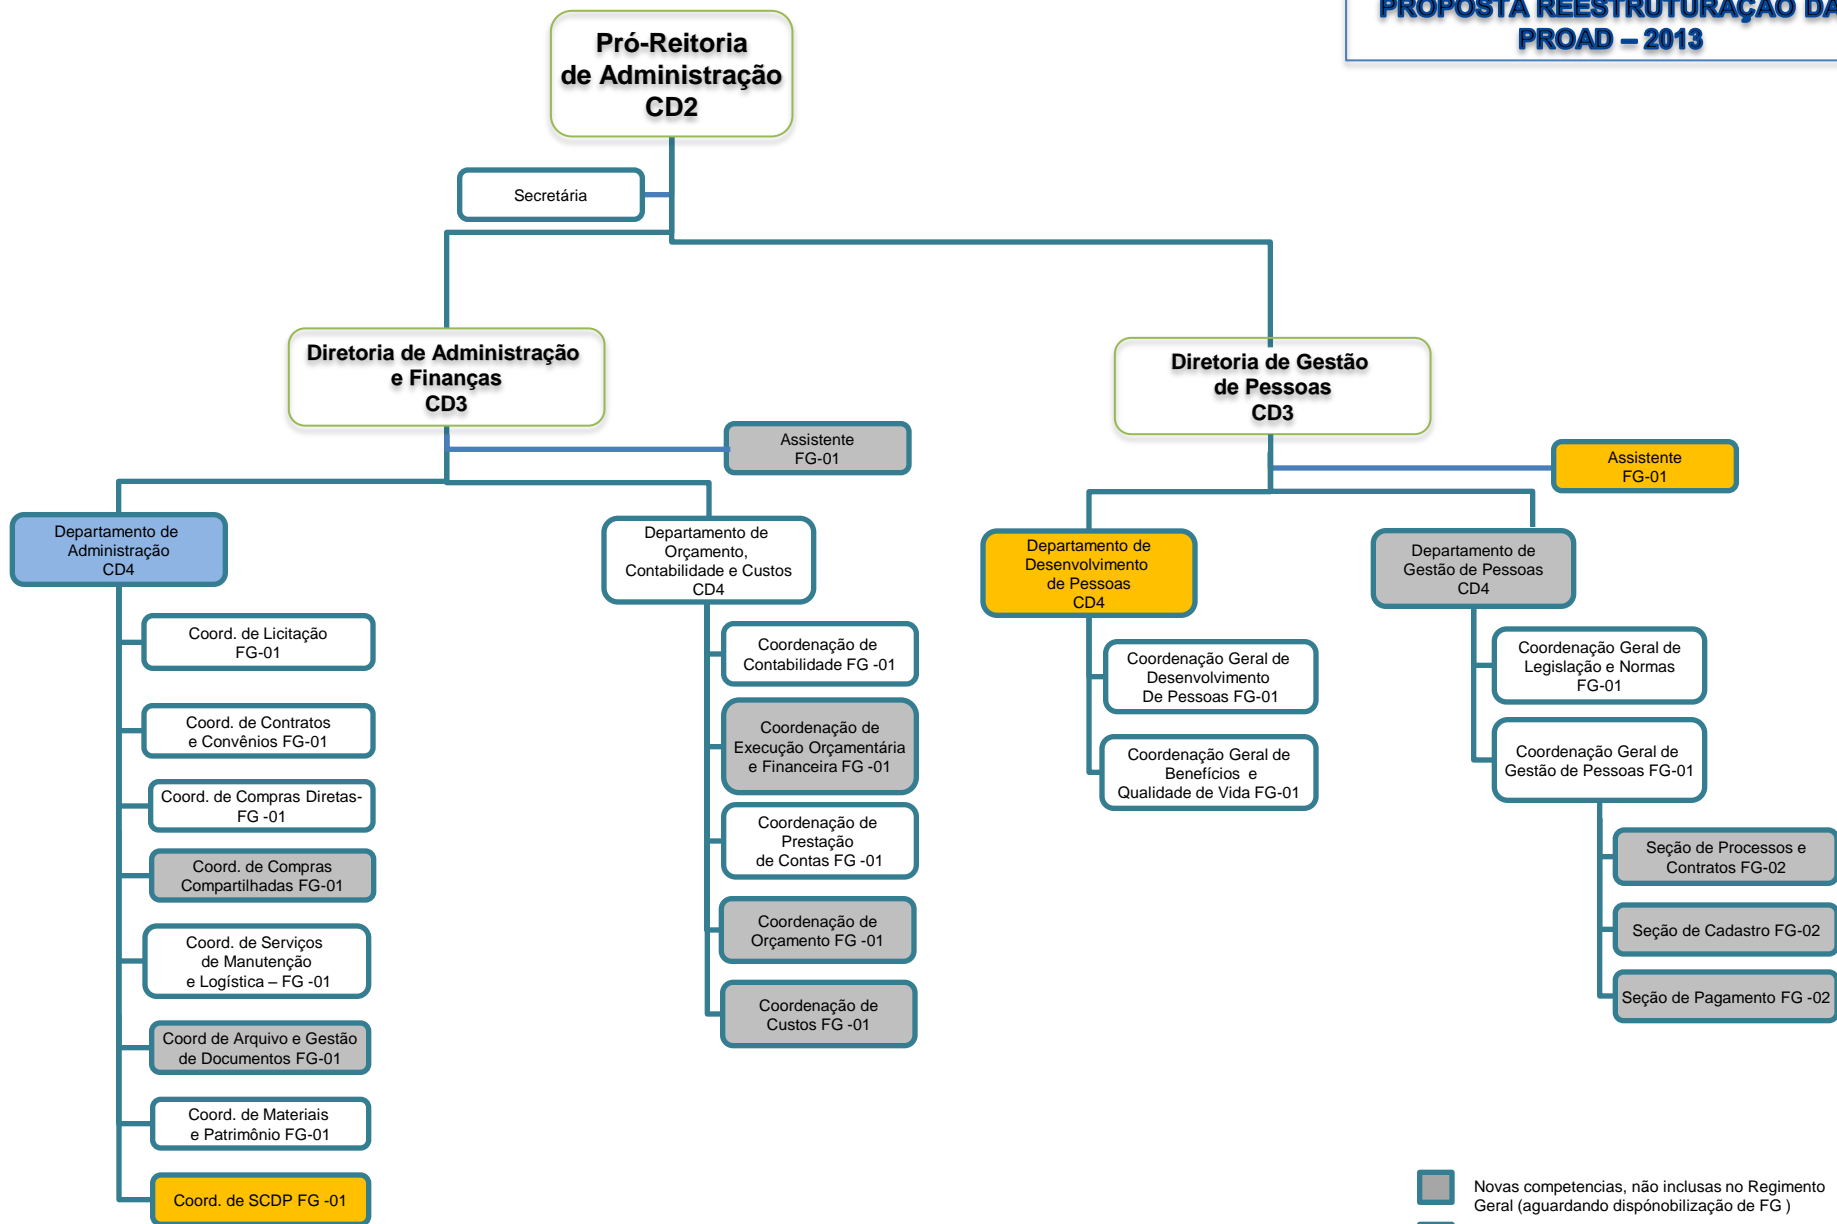 PROPOSTA REESTRUTURAÇÃO DA
PROAD – 2013
Pró-Reitoria
de Administração
CD2
Secretária
Diretoria de Administração
e Finanças
CD3
Diretoria de Gestão
de Pessoas
CD3
Assistente
FG-01
Assistente
FG-01
Departamento de
Administração
CD4
Coord. de Licitação
FG-01
Coord. de Contratos
e Convênios FG-01
Coord. de Compras Diretas-
FG -01
Coord. de Compras
Compartilhadas FG-01
Coord. de Serviços
de Manutenção
e Logística – FG -01
Coord de Arquivo e Gestão
de Documentos FG-01
Coord. de Materiais
e Patrimônio FG-01
Coord. de SCDP FG -01
Departamento de
Orçamento,
Contabilidade e Custos
CD4
Coordenação de
Contabilidade FG -01
Coordenação de
Execução Orçamentária
e Financeira FG -01
Coordenação de
Prestação
de Contas FG -01
Coordenação de
Orçamento FG -01
Coordenação de
Custos FG -01
Departamento de
Desenvolvimento
de Pessoas
CD4
Coordenação Geral de
Desenvolvimento
De Pessoas FG-01
Coordenação Geral de
Benefícios e
Qualidade de Vida FG-01
Departamento de
Gestão de Pessoas
CD4
Coordenação Geral de
Legislação e Normas
FG-01
Coordenação Geral de
Gestão de Pessoas FG-01
Seção de Processos e
Contratos FG-02
Seção de Cadastro FG-02
Seção de Pagamento FG -02
Novas competencias, não inclusas no Regimento
Geral (aguardando dispónobilização de FG )